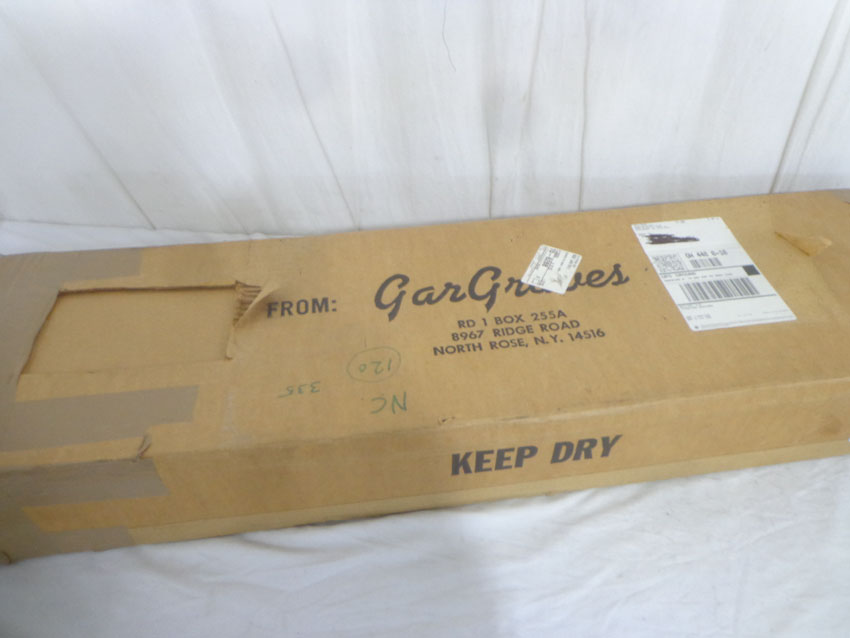 FROM: GarGraves
RD 1 BOX 255A
8967 RIDGE ROAD
NORTH ROSE, N.Y. 14516
120
335
NC
KEEP DRY